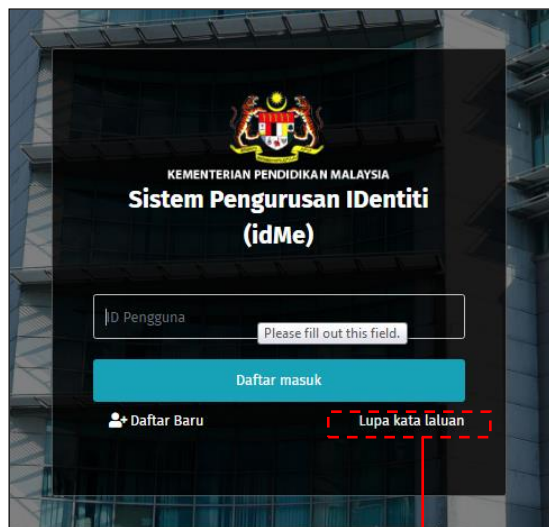 KEMENTERIAN PENDIDIKAN MALAYSIA
Sistem Pengurusan IDentiti
(idMe)
ID Pengguna
Please fill out this field.
Daftar masuk
Daftar Baru
Lupa kata laluan